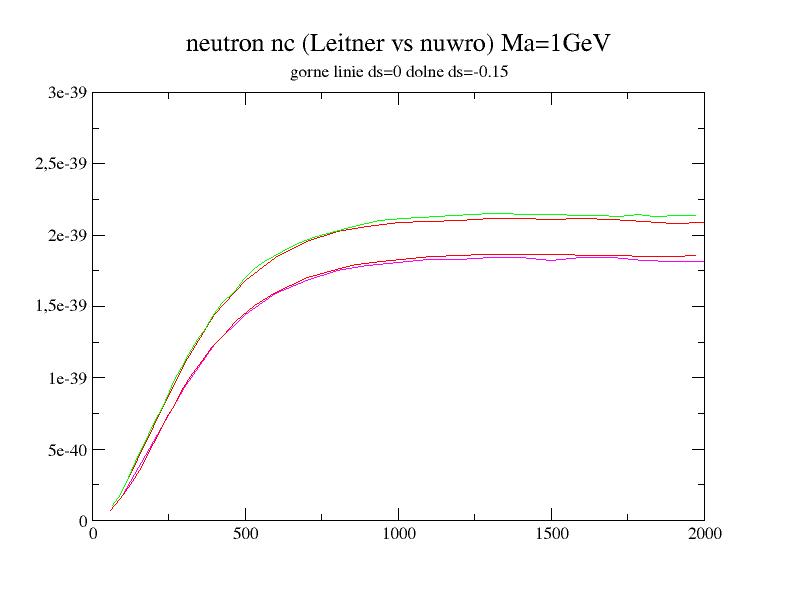 neutron nc (Leitner vs nuwro) Ma=1GeV
gorne linie ds=0 dolne ds=-0.15
3e-39
2,5e-39
2e-39
1,5e-39
1e-39
5e-40
0
0 500 1000 1500 2000